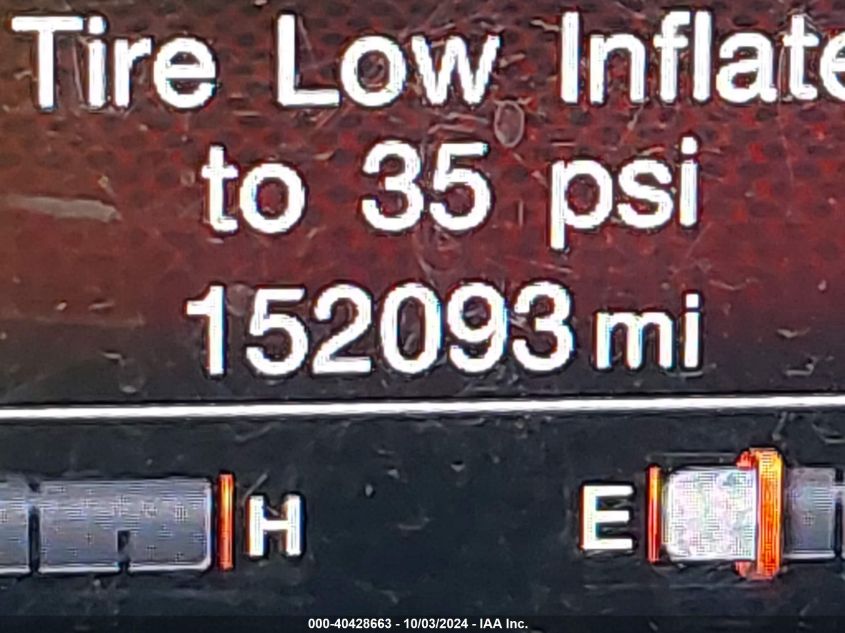 Tire Low Inflate
to 35 psi
152093 mi
H E
000-40428663 - 10/03/2024 - IAA Inc.